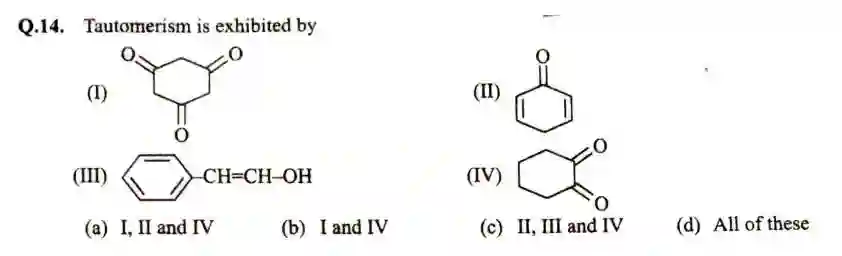 Q.14. Tautomerism is exhibited by
O O
(I)
O
O
(II)
(III) CH=CH–OH
(IV) O
O
(a) I, II and IV (b) I and IV (c) II, III and IV (d) All of these